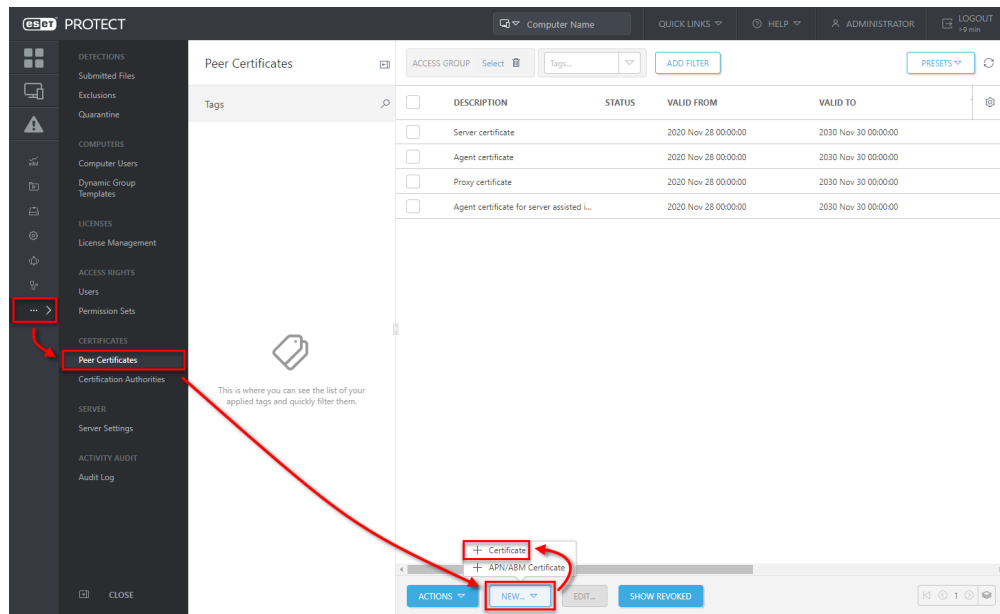 eset PROTECT
Computer Name
QUICK LINKS
HELP
ADMINISTRATOR
LOGOUT
>9 min
DETECTIONS
Submitted Files
Exclusions
Quarantine
COMPUTERS
Computer Users
Dynamic Group
Templates
LICENSES
License Management
ACCESS RIGHTS
Users
Permission Sets
CERTIFICATES
Peer Certificates
Certification Authorities
SERVER
Server Settings
ACTIVITY AUDIT
Audit Log
CLOSE
Peer Certificates
Tags
This is where you can see the list of your
applied tags and quickly filter them.
ACCESS GROUP Select Tags... ADD FILTER PRESETS
DESCRIPTION STATUS VALID FROM VALID TO
Server certificate 2020 Nov 28 00:00:00 2030 Nov 30 00:00:00
Agent certificate 2020 Nov 28 00:00:00 2030 Nov 30 00:00:00
Proxy certificate 2020 Nov 28 00:00:00 2030 Nov 30 00:00:00
Agent certificate for server assisted i... 2020 Nov 28 00:00:00 2030 Nov 30 00:00:00
+ Certificate
+ APN/ABM Certificate
ACTIONS NEW... EDIT... SHOW REVOKED 1